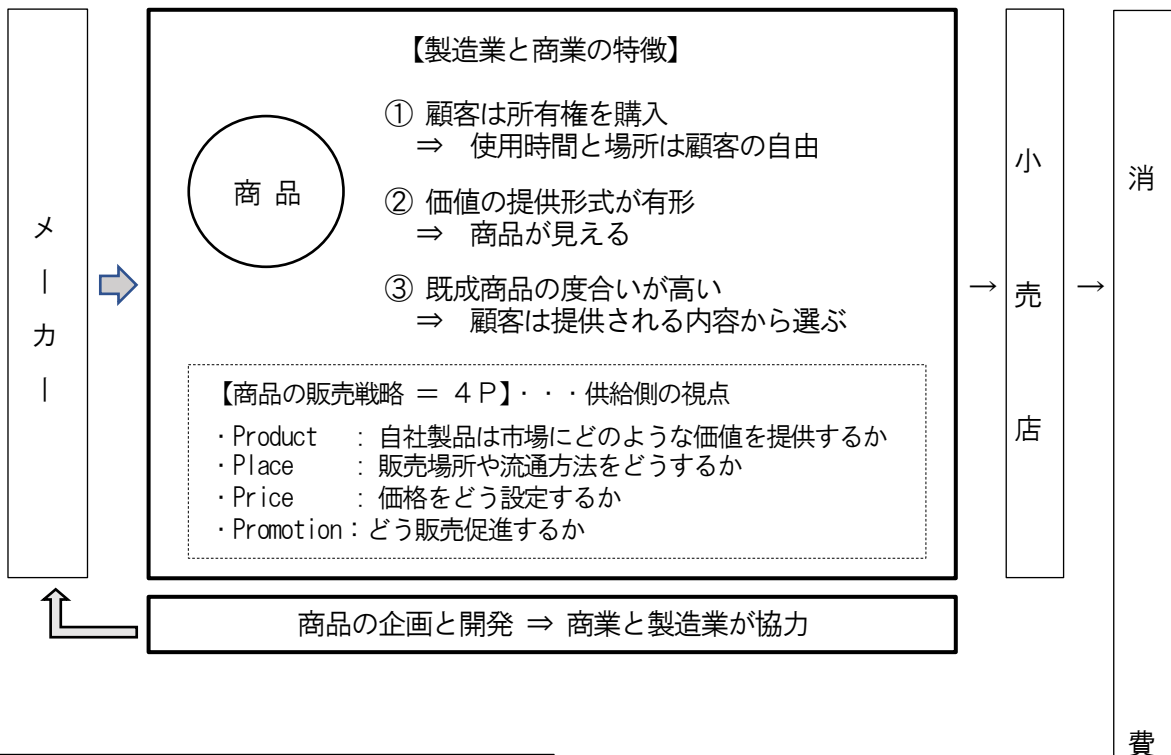 メーカー
【製造業と商業の特徴】
商 品
① 顧客は所有権を購入
⇒ 使用時間と場所は顧客の自由
② 価値の提供形式が有形
⇒ 商品が見える
③ 既成商品の度合いが高い
⇒ 顧客は提供される内容から選ぶ
【商品の販売戦略 = 4P】・・・供給側の視点
・Product : 自社製品は市場にどのような価値を提供するか
・Place : 販売場所や流通方法をどうするか
・Price : 価格をどう設定するか
・Promotion:どう販売促進するか
→
小売店
→
消費
商品の企画と開発 ⇒ 商業と製造業が協力